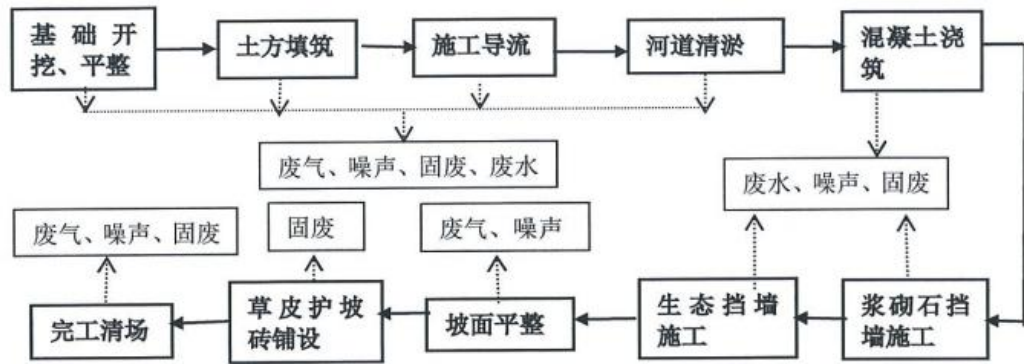 基础开
挖、平整
土方填筑
施工导流
河道清淤
混凝土浇
筑
废气、噪声、固废、废水
废水、噪声、固废
废气、噪声、固废
固废
废气、噪声
完工清场
草皮护坡
砖铺设
坡面平整
生态挡墙
施工
浆砌石挡
墙施工